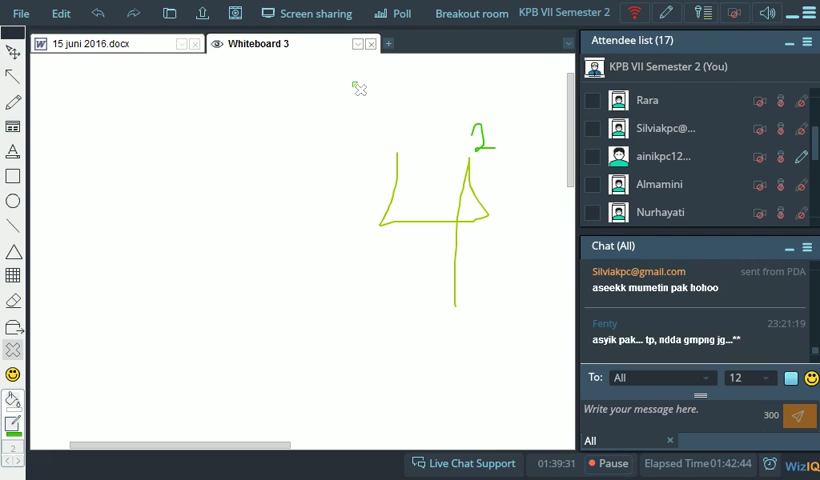 File Edit Screen sharing Poll Breakout room KPB VII Semester 2
15 juni 2016.docx Whiteboard 3
Attendee list (17)
KPB VII Semester 2 (You)
Rara
Silviakpc@...
ainikpc12...
Almamini
Nurhayati
Chat (All)
Silviakpc@gmail.com sent from PDA
aseekk mumetin pak hohoo
Fenty 23:21:19
asyik pak... tp, ndda gmpng jg...**
To: All 12
Write your message here. 300
All
4 2
2
Live Chat Support 01:39:31 Pause Elapsed Time 01:42:44 WizIQ